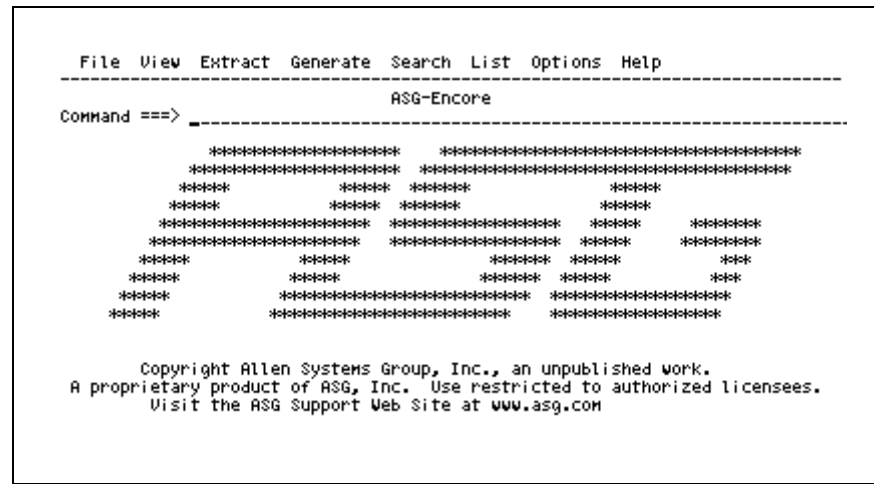 File View Extract Generate Search List Options Help
ASG-Encore
Command ===>
ASG
Copyright Allen Systems Group, Inc., an unpublished work.
A proprietary product of ASG, Inc. Use restricted to authorized licensees.
Visit the ASG Support Web Site at www.asg.com